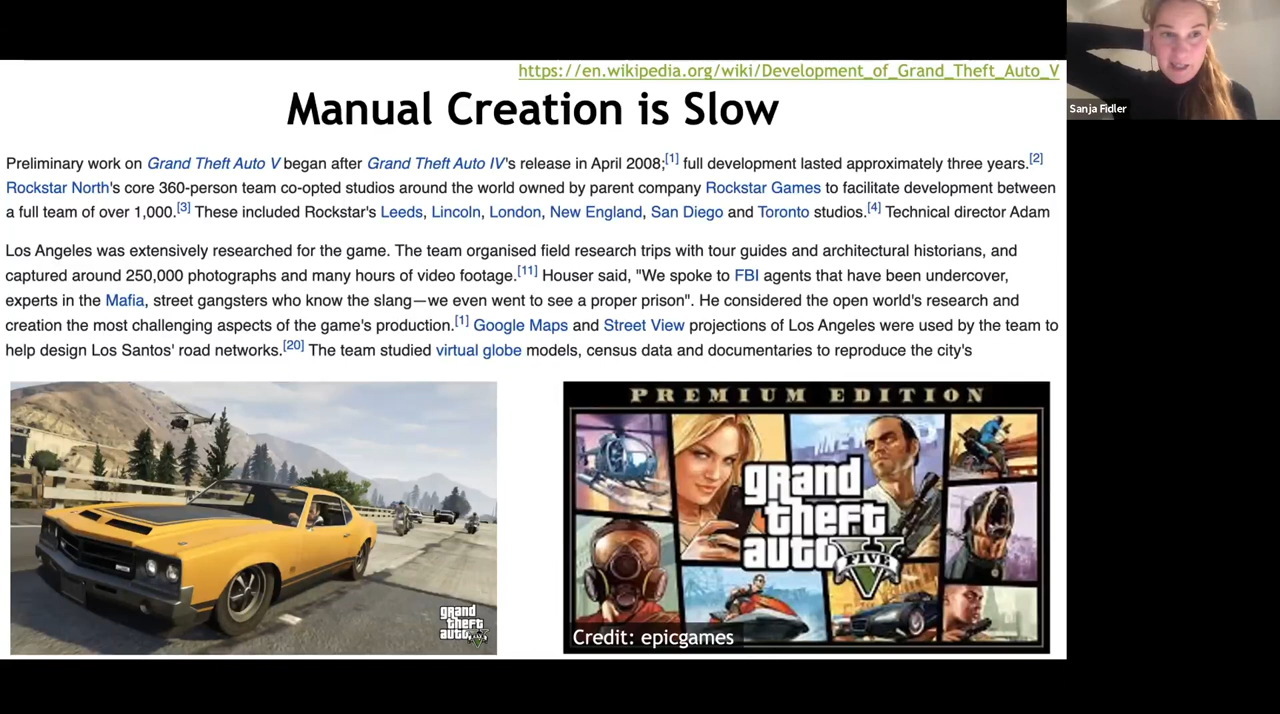 https://en.wikipedia.org/wiki/Development_of_Grand_Theft_Auto_V
Manual Creation is Slow
Preliminary work on Grand Theft Auto V began after Grand Theft Auto IV's release in April 2008;[1] full development lasted approximately three years.[2]
Rockstar North's core 360-person team co-opted studios around the world owned by parent company Rockstar Games to facilitate development between
a full team of over 1,000.[3] These included Rockstar's Leeds, Lincoln, London, New England, San Diego and Toronto studios.[4] Technical director Adam
Los Angeles was extensively researched for the game. The team organised field research trips with tour guides and architectural historians, and
captured around 250,000 photographs and many hours of video footage.[11] Houser said, "We spoke to FBI agents that have been undercover,
experts in the Mafia, street gangsters who know the slang—we even went to see a proper prison". He considered the open world's research and
creation the most challenging aspects of the game's production.[1] Google Maps and Street View projections of Los Angeles were used by the team to
help design Los Santos' road networks.[20] The team studied virtual globe models, census data and documentaries to reproduce the city's
grand
theft
auto
V
PREMIUM EDITION
grand
theft
auto
V
FIVE
Credit: epicgames
Sanja Fidler